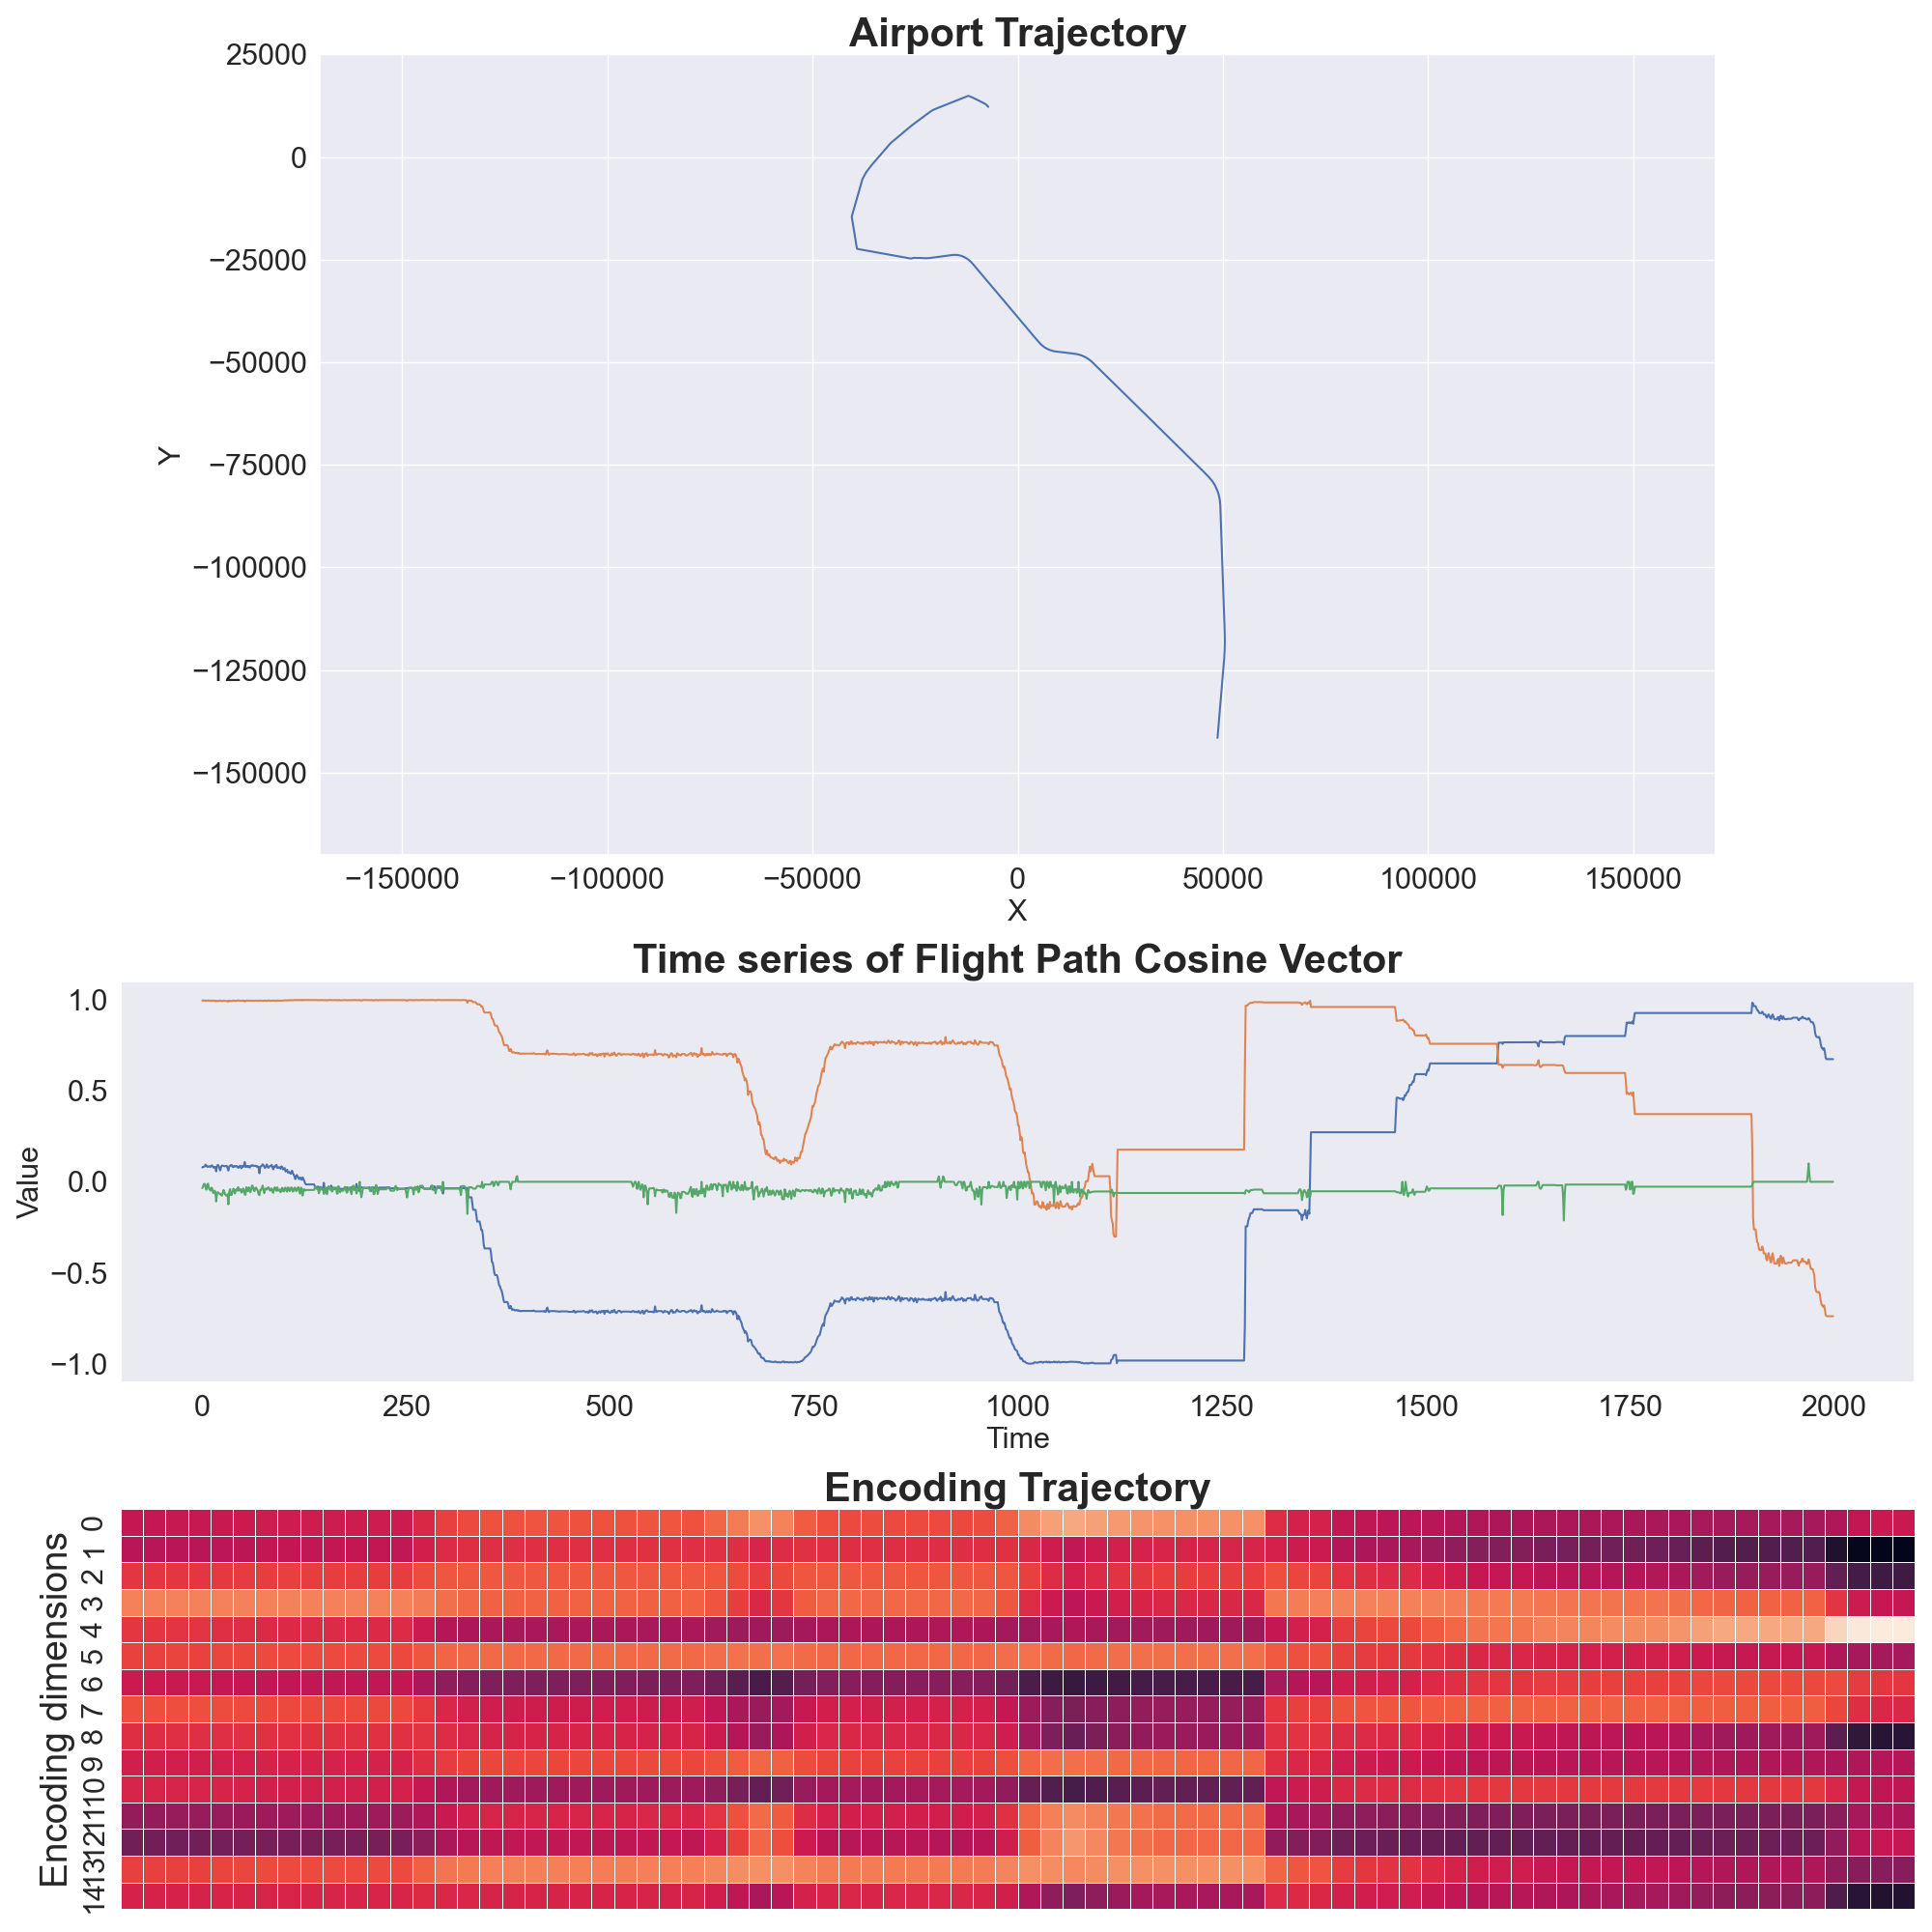 Airport Trajectory
25000
0
−25000
−50000
−75000
−100000
−125000
−150000
Y
−150000 −100000 −50000 0 50000 100000 150000
X
Time series of Flight Path Cosine Vector
1.0
0.5
0.0
−0.5
−1.0
Value
0 250 500 750 1000 1250 1500 1750 2000
Time
Encoding Trajectory
Encoding dimensions
0
1
2
3
4
5
6
7
8
9
10
11
12
13
14